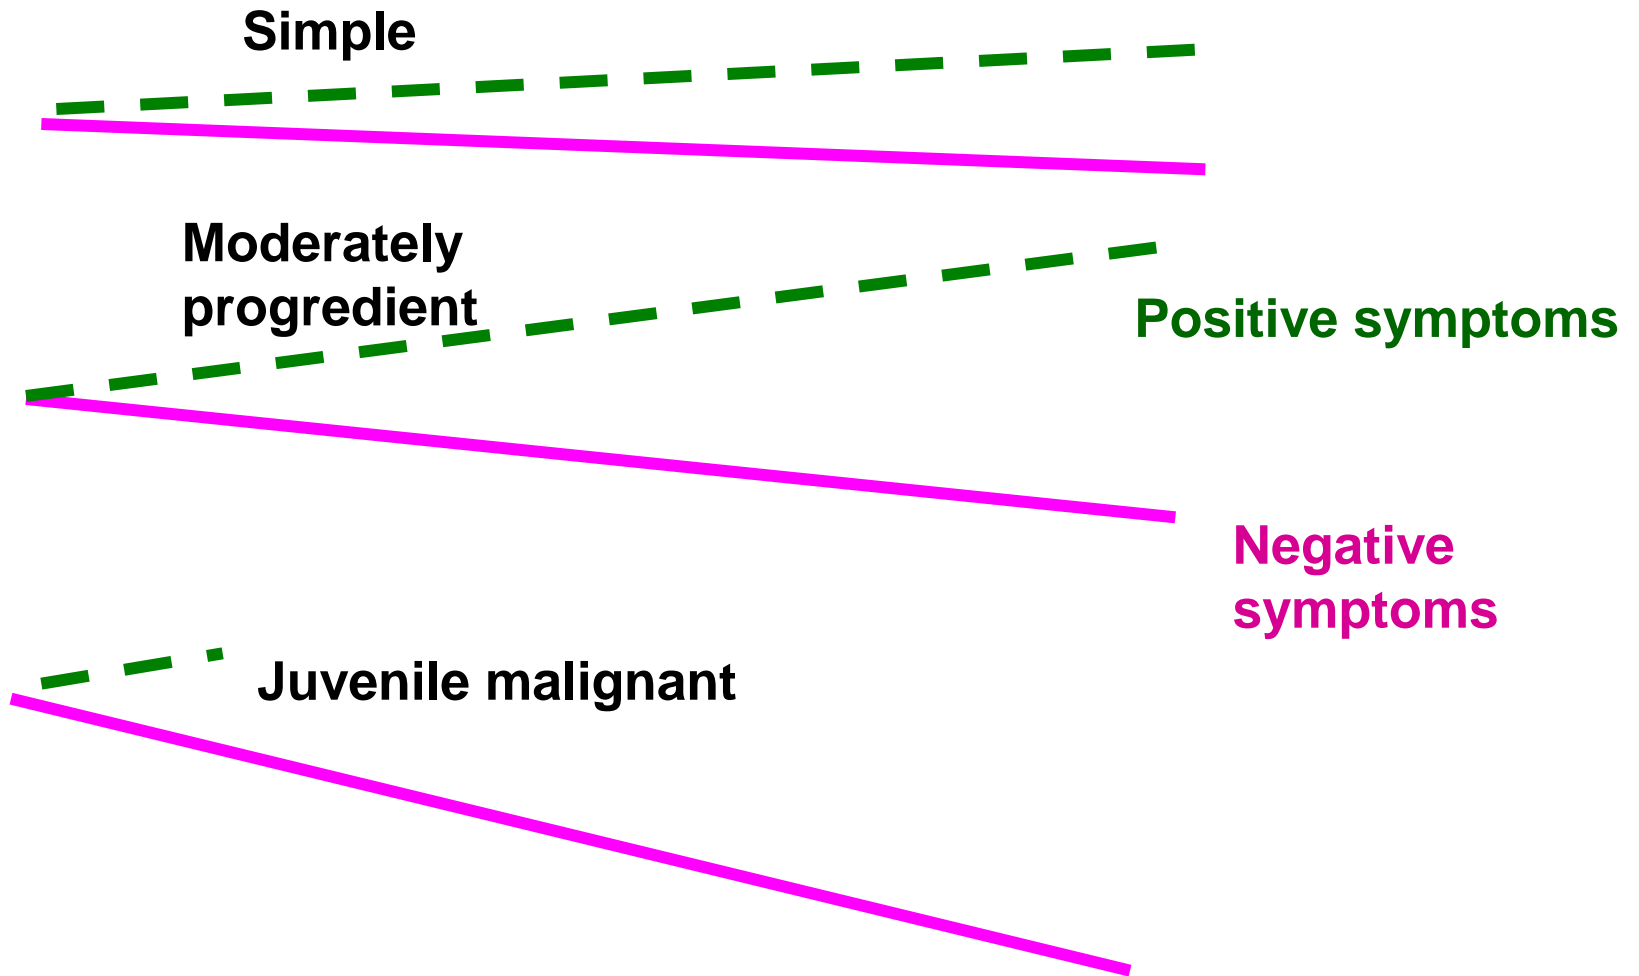 Simple
Moderately
progredient
Positive symptoms
Negative
symptoms
Juvenile malignant